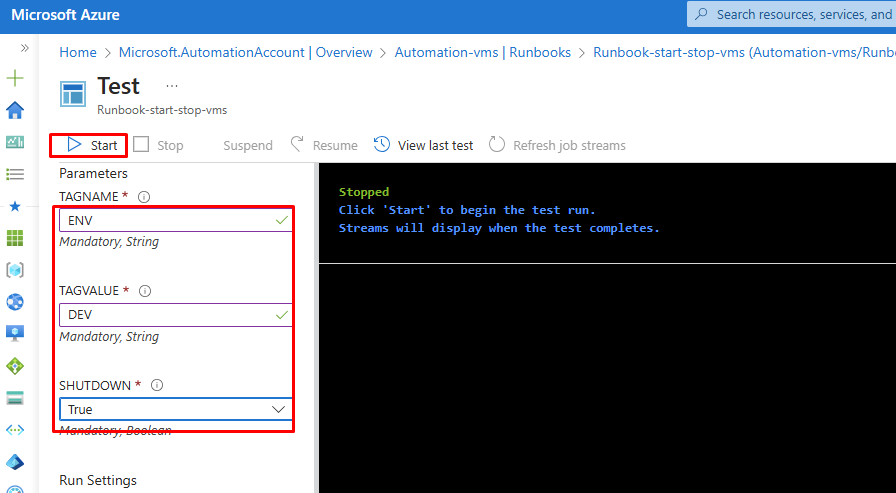 Microsoft Azure
Search resources, services, and
Home > Microsoft.AutomationAccount | Overview > Automation-vms | Runbooks > Runbook-start-stop-vms (Automation-vms/Runbo
Test ...
Runbook-start-stop-vms
Start Stop Suspend Resume View last test Refresh job streams
Parameters
TAGNAME *
ENV
Mandatory, String
TAGVALUE *
DEV
Mandatory, String
SHUTDOWN *
True
Mandatory, Boolean
Run Settings
Stopped
Click 'Start' to begin the test run.
Streams will display when the test completes.